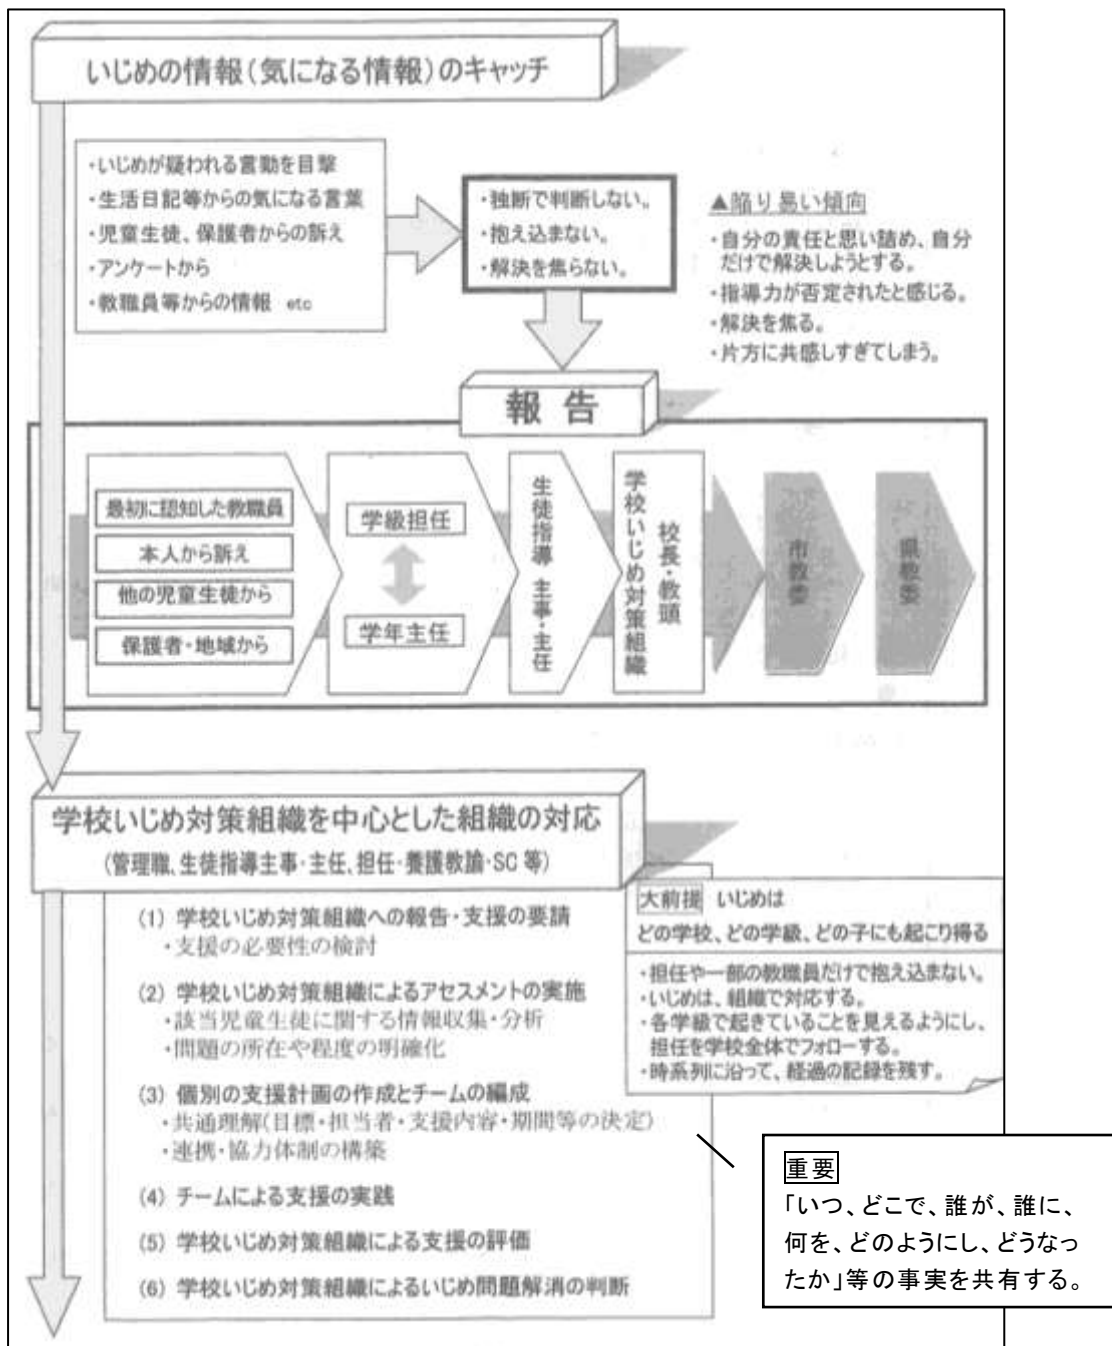 いじめの情報(気になる情報)のキャッチ
・いじめが疑われる言動を目撃
・生活日記等からの気になる言葉
・児童生徒、保護者からの訴え
・アンケートから
・教職員等からの情報 etc
・独断で判断しない。
・抱え込まない。
・解決を焦らない。
▲陥り易い傾向
・自分の責任と思い詰め、自分
だけで解決しようとする。
・指導力が否定されたと感じる。
・解決を焦る。
・片方に共感しすぎてしまう。
報告
最初に認知した教職員
本人から訴え
他の児童生徒から
保護者・地域から
学級担任
学年主任
生徒指導 主事・主任
校長・教頭
学校いじめ対策組織
市教委
県教委
学校いじめ対策組織を中心とした組織の対応
(管理職、生徒指導主事・主任、担任・養護教諭・SC 等)
(1) 学校いじめ対策組織への報告・支援の要請
・支援の必要性の検討
(2) 学校いじめ対策組織によるアセスメントの実施
・該当児童生徒に関する情報収集・分析
・問題の所在や程度の明確化
(3) 個別の支援計画の作成とチームの編成
・共通理解(目標・担当者・支援内容・期間等の決定)
・連携・協力体制の構築
(4) チームによる支援の実践
(5) 学校いじめ対策組織による支援の評価
(6) 学校いじめ対策組織によるいじめ問題解消の判断
大前提 いじめは
どの学校、どの学級、どの子にも起こり得る
・担任や一部の教職員だけで抱え込まない。
・いじめは、組織で対応する。
・各学級で起きていることを見えるようにし、
担任を学校全体でフォローする。
・時系列に沿って、経過の記録を残す。
重要
「いつ、どこで、誰が、誰に、
何を、どのようにし、どうなっ
たか」等の事実を共有する。